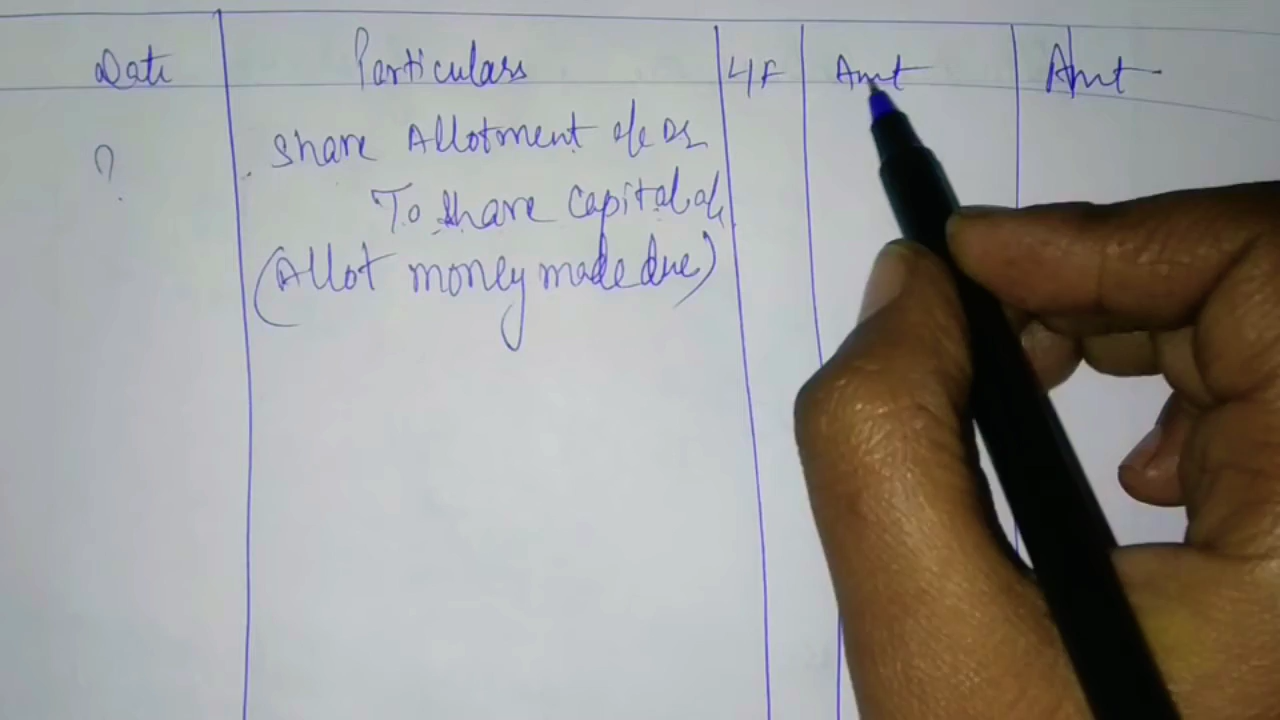 Date Particulars LF Amt Amt
? Share Allotment a/c Dr
To Share Capital a/c
(Allot money made due)